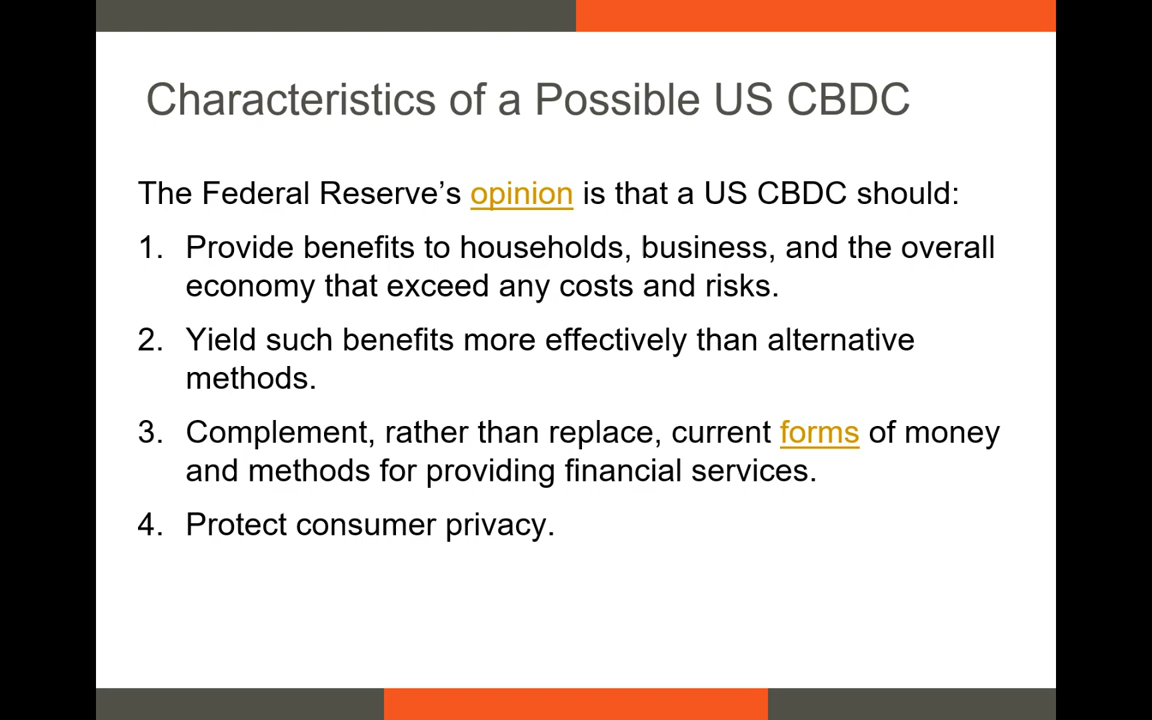 Characteristics of a Possible US CBDC
The Federal Reserve’s opinion is that a US CBDC should:
1. Provide benefits to households, business, and the overall
economy that exceed any costs and risks.
2. Yield such benefits more effectively than alternative
methods.
3. Complement, rather than replace, current forms of money
and methods for providing financial services.
4. Protect consumer privacy.